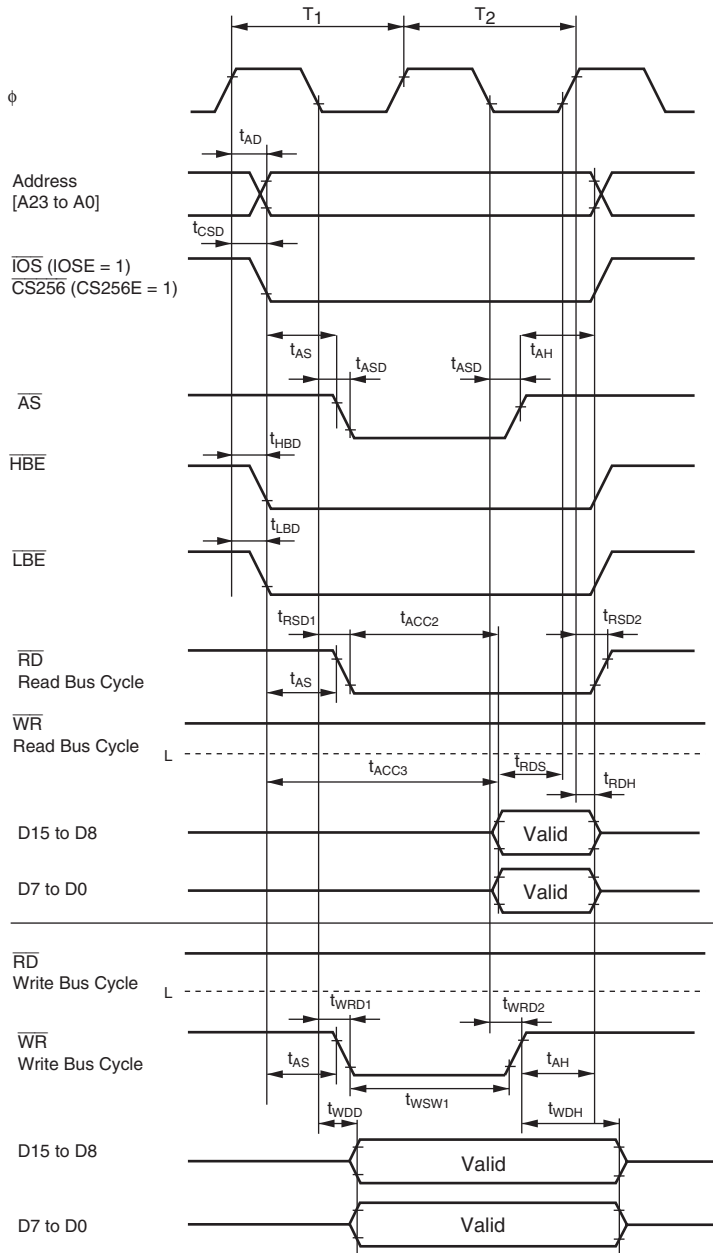 T1 T2
φ
tAD
Address
[A23 to A0]
tCSD
IOS (IOSE = 1)
CS256 (CS256E = 1)
tAS tASD tASD tAH
AS
tHBD
HBE
tLBD
LBE
tRSD1 tACC2 tRSD2
RD
Read Bus Cycle
tAS
WR
Read Bus Cycle
L
tACC3 tRDS
tRDH
D15 to D8 Valid
D7 to D0 Valid
RD
Write Bus Cycle
L
tWRD1 tWRD2
WR
Write Bus Cycle
tAS tAH
tWSW1
tWDD tWDH
D15 to D8 Valid
D7 to D0 Valid